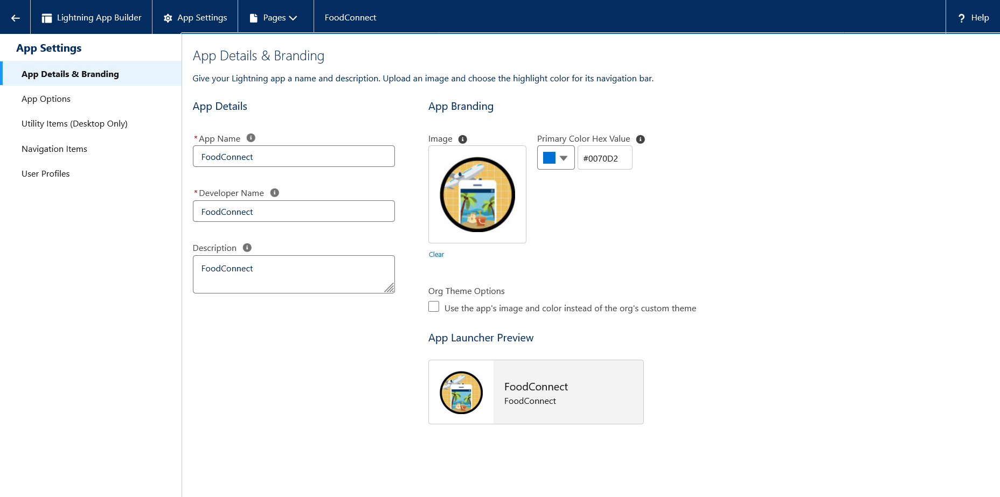 Lightning App Builder
App Settings
Pages
FoodConnect
? Help
App Settings
App Details & Branding
App Options
Utility Items (Desktop Only)
Navigation Items
User Profiles
App Details & Branding
Give your Lightning app a name and description. Upload an image and choose the highlight color for its navigation bar.
App Details
*App Name
FoodConnect
*Developer Name
FoodConnect
Description
FoodConnect
App Branding
Image
Primary Color Hex Value
#0070D2
Clear
Org Theme Options
Use the app's image and color instead of the org's custom theme
App Launcher Preview
FoodConnect
FoodConnect